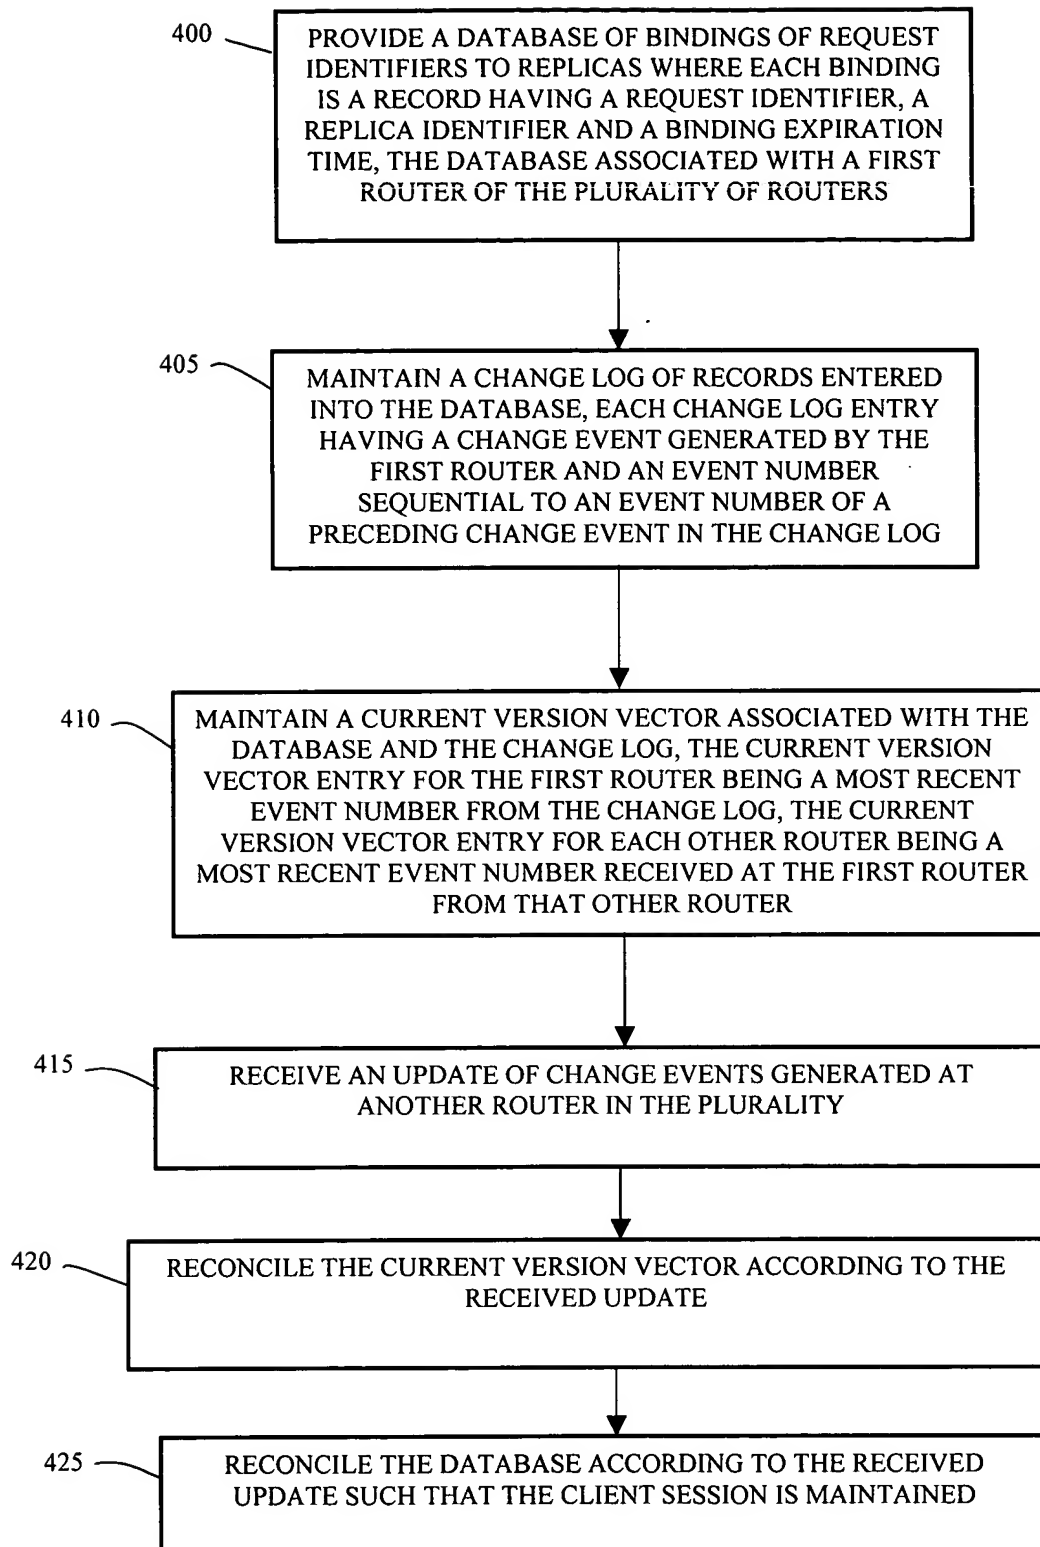 400
PROVIDE A DATABASE OF BINDINGS OF REQUEST
IDENTIFIERS TO REPLICAS WHERE EACH BINDING
IS A RECORD HAVING A REQUEST IDENTIFIER, A
REPLICA IDENTIFIER AND A BINDING EXPIRATION
TIME, THE DATABASE ASSOCIATED WITH A FIRST
ROUTER OF THE PLURALITY OF ROUTERS
405
MAINTAIN A CHANGE LOG OF RECORDS ENTERED
INTO THE DATABASE, EACH CHANGE LOG ENTRY
HAVING A CHANGE EVENT GENERATED BY THE
FIRST ROUTER AND AN EVENT NUMBER
SEQUENTIAL TO AN EVENT NUMBER OF A
PRECEDING CHANGE EVENT IN THE CHANGE LOG
410
MAINTAIN A CURRENT VERSION VECTOR ASSOCIATED WITH THE
DATABASE AND THE CHANGE LOG, THE CURRENT VERSION
VECTOR ENTRY FOR THE FIRST ROUTER BEING A MOST RECENT
EVENT NUMBER FROM THE CHANGE LOG, THE CURRENT
VERSION VECTOR ENTRY FOR EACH OTHER ROUTER BEING A
MOST RECENT EVENT NUMBER RECEIVED AT THE FIRST ROUTER
FROM THAT OTHER ROUTER
415
RECEIVE AN UPDATE OF CHANGE EVENTS GENERATED AT
ANOTHER ROUTER IN THE PLURALITY
420
RECONCILE THE CURRENT VERSION VECTOR ACCORDING TO THE
RECEIVED UPDATE
425
RECONCILE THE DATABASE ACCORDING TO THE RECEIVED
UPDATE SUCH THAT THE CLIENT SESSION IS MAINTAINED